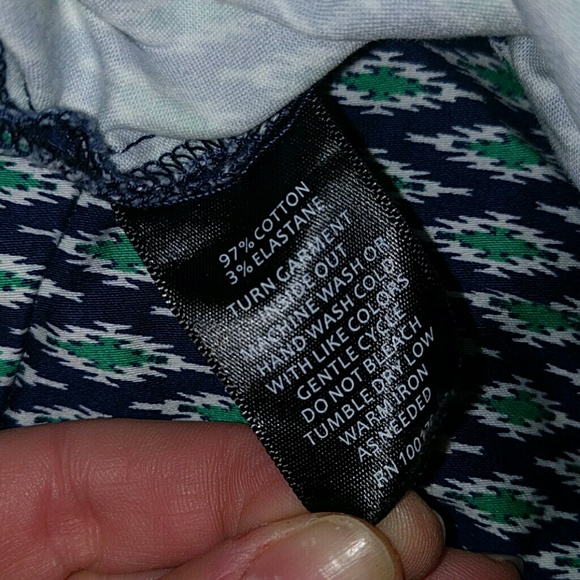 97% COTTON
3% ELASTANE
TURN GARMENT
INSIDE OUT
MACHINE WASH OR
HAND WASH COLD
WITH LIKE COLORS
GENTLE CYCLE
DO NOT BLEACH
TUMBLE DRY LOW
WARM IRON
AS NEEDED
RN